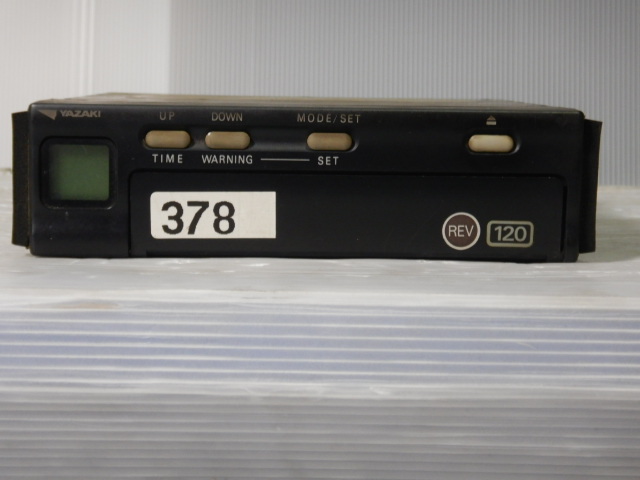 YAZAKI
UP DOWN MODE/SET
TIME WARNING SET
378
REV 120